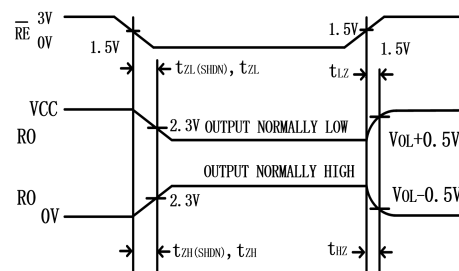 RE 3V
0V
1.5V
1.5V
1.5V
tZL(SHDN), tZL
tLZ
VCC
RO
2.3V OUTPUT NORMALLY LOW
VOL+0.5V
OUTPUT NORMALLY HIGH
RO
0V
2.3V
VOL-0.5V
tZH(SHDN), tZH
tHZ